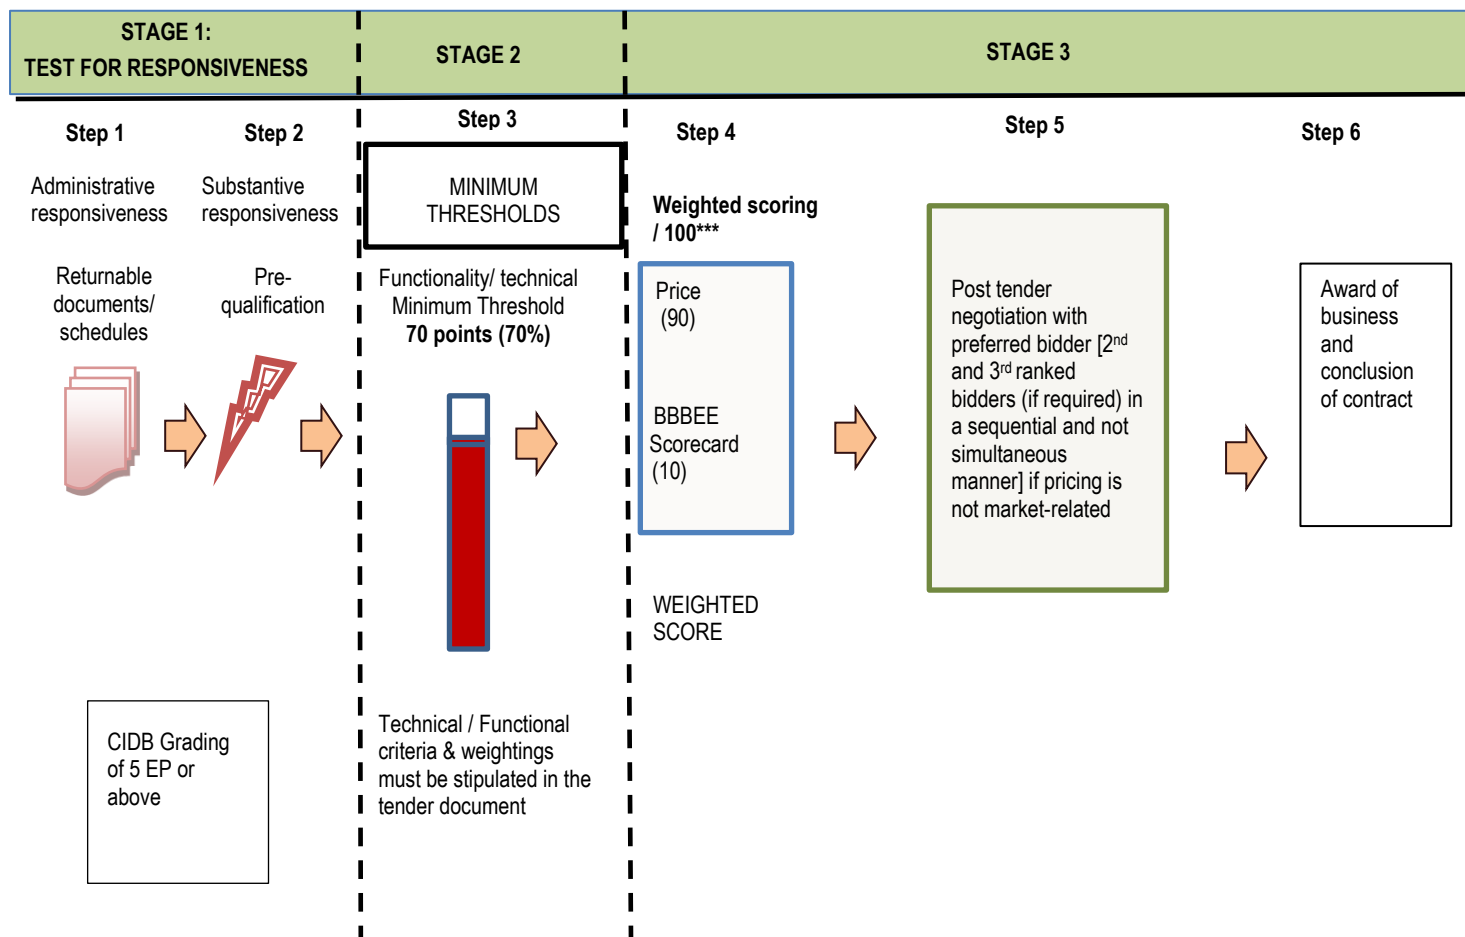 STAGE 1:
TEST FOR RESPONSIVENESS
STAGE 2
STAGE 3
Step 1
Step 2
Step 3
Step 4
Step 5
Step 6
Administrative
responsiveness
Substantive
responsiveness
MINIMUM
THRESHOLDS
Weighted scoring
/ 100***
Returnable
documents/
schedules
Pre-
qualification
Functionality/ technical
Minimum Threshold
70 points (70%)
Price
(90)
BBBEE
Scorecard
(10)
WEIGHTED
SCORE
Post tender
negotiation with
preferred bidder [2nd
and 3rd ranked
bidders (if required) in
a sequential and not
simultaneous
manner] if pricing is
not market-related
Award of
business
and
conclusion
of contract
CIDB Grading
of 5 EP or
above
Technical / Functional
criteria & weightings
must be stipulated in the
tender document